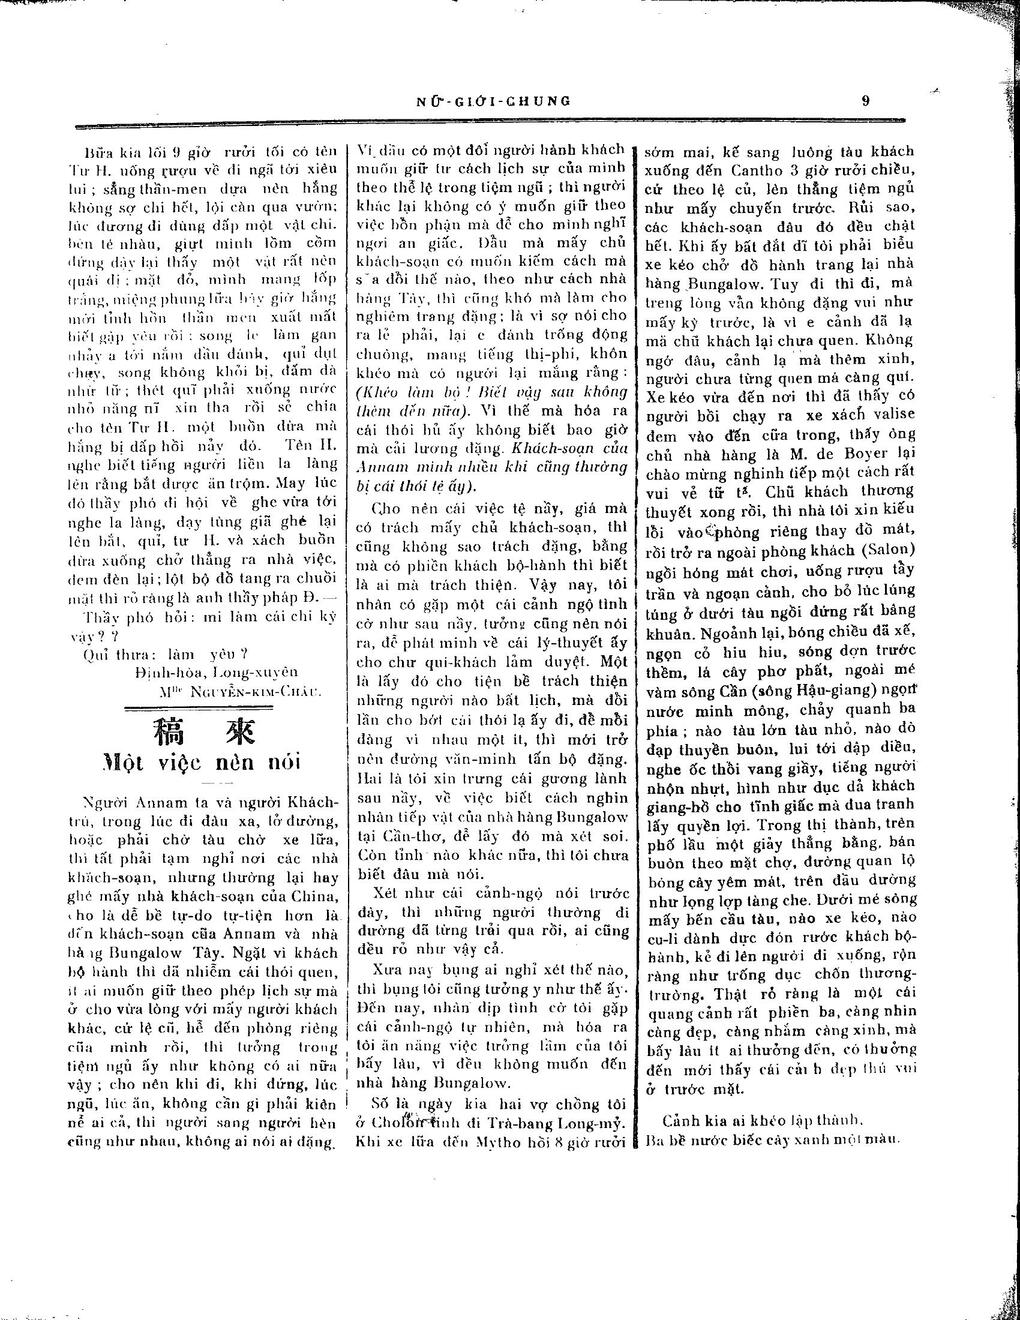 NỮ-GIỚI-CHUNG
9
Bữa kia lối 9 giờ rưởi tối có tên
Tư H. uống rượu về đi ngã tới xiêu
lui ; sẳng thần-men dựa nên hắng
không sợ chi hết, lội càn qua vườn;
lúc đương đi đùng đấp một vật chi.
bèn té nhàu, giựt mình lồm cồm
đứng dậy lại thấy một vật rất nên
quái dị : mặt đỏ, mình mang lốp
trắng, miệng phung lửa bây giờ hắng
mới tỉnh hồn thần men xuất mất
biết gặp yêu rồi : song le làm gan
nhảy a tới nắm đầu đánh, quỉ dụt
chạy, song không khỏi bị, đấm đá
nhừ tử ; thét quĩ phải xuống nước
nhỏ năng nĩ xin tha rồi sẻ chia
cho tên Tư H. một buồn dừa mà
hắng bị đấp hồi nảy đó. Tên H.
nghe biết tiếng người liền la làng
lên rằng bắt được ăn trộm. May lúc
đó thầy phó đi hội về ghe vừa tới
nghe la làng, dạy tùng giã ghé lại
lên bắt, quỉ, tư H. và xách buồn
dừa xuống chở thẳng ra nhà việc,
đem đèn lại ; lột bộ đồ tang ra chuồi
mặt thì rỏ ràng là anh thầy pháp Đ. —
Thầy phó hỏi : mi làm cái chi kỳ
vậy ? ?
Quỉ thưa : làm yêu ?
Định-hòa, Long-xuyên
Mlle NGUYỄN-KIM-CHÂU.
稿 來
Một việc nên nói
Người Annam ta và người Khách-
trú, trong lúc đi đàu xa, lở đường,
hoặc phải chờ tàu chờ xe lửa,
thì tất phải tạm nghỉ nơi các nhà
khách-sọan, nhưng thường lại hay
ghé mấy nhà khách-sọan của China,
cho là dễ bề tự-do tự-tiện hơn là
đến khách-sọan của Annam và nhà
hàng Bungalow Tây. Ngặt vì khách
bộ hành thì đã nhiễm cái thói quen,
ít ai muốn giữ theo phép lịch sự mà
ở cho vừa lòng với mấy người khách
khác, cứ lệ cũ, hễ đến phòng riêng
của mình rồi, thì tưởng trong
tiệm ngủ ấy như không có ai nữa
vậy ; cho nên khi đi, khi đứng, lúc
ngũ, lúc ăn, không cần gì phải kiên
nể ai cả, thì người sang người hèn
cũng như nhau, không ai nói ai đặng.
Ví dầu có một đôi người hành khách
muốn giữ tư cách lịch sự của mình
theo thể lệ trong tiệm ngũ ; thì người
khác lại không có ý muốn giữ theo
việc bổn phận mà để cho mình nghĩ
ngơi an giấc. Dầu mà mấy chủ
khách-soạn có muốn kiếm cách mà
sửa đổi thế nào, theo như cách nhà
hàng Tây, thì cũng khó mà làm cho
nghiêm trang đặng ; là vì sợ nói cho
ra lẽ phải, lại e đánh trống động
chuông, mang tiếng thị-phi, khôn
khéo mà có người lại mắng rằng :
(Khéo làm bộ ! Biết vậy sau không
thèm đến nữa). Vì thế mà hóa ra
cái thói hủ ấy không biết bao giờ
mà cải lương đặng. Khách-sọan của
Annam mình nhiều khi cũng thường
bị cái thói tệ ấy).
Cho nên cái việc tệ nầy, giá mà
có trách mấy chủ khách-sọan, thì
cũng không sao trách đặng, bằng
mà có phiền khách bộ-hành thì biết
là ai mà trách thiện. Vậy nay, tôi
nhân có gặp một cái cảnh ngộ tình
cờ như sau nầy, tưởng cũng nên nói
ra, để phát minh về cái lý-thuyết ấy
cho chư qui-khách lảm duyệt. Một
là lấy đó cho tiện bề trách thiện
những người nào bất lịch, mà đổi
lần cho bớt cái thói lạ ấy đi, để mỗi
đàng vì nhau một ít, thì mới trở
nên đường văn-minh tấn bộ đặng.
Hai là tôi xin trưng cái gương lành
sau nầy, về việc biết cách nghin
nhân tiếp vật của nhà hàng Bungalow
tại Cần-thơ, để lấy đó mà xét soi.
Còn tỉnh nào khác nữa, thì tôi chưa
biết đâu mà nói.
Xét như cái cảnh-ngộ nói trước
đây, thì những người thường đi
đường đã từng trải qua rồi, ai cũng
đều rỏ như vậy cả.
Xưa nay bụng ai nghỉ xét thế nào,
thì bụng tôi cũng tưởng y như thế ấy.
Đến nay, nhân dịp tình cờ tôi gặp
cái cảnh-ngộ tự nhiên, mà hóa ra
tôi ăn năng việc tưởng lầm của tôi
bấy lâu, vì đều không muốn đến
nhà hàng Bungalow.
Số là ngày kia hai vợ chồng tôi
ở Cholon tính đi Trà-bang Long-mỹ.
Khi xe lữa đến Mytho hồi 8 giờ rưởi
sớm mai, kế sang luông tàu khách
xuống đến Cantho 3 giờ rưởi chiều,
cứ theo lệ củ, lên thẳng tiệm ngủ
như mấy chuyến trước. Rủi sao,
các khách-soạn đâu đó đều chật
hết. Khi ấy bất đắt dĩ tôi phải biểu
xe kéo chở đồ hành trang lại nhà
hàng Bungalow. Tuy đi thì đi, mà
trong lòng vẫn không đặng vui như
mấy kỳ trước, là vì e cảnh đã lạ
mà chủ khách lại chưa quen. Không
ngờ đâu, cảnh lạ mà thêm xinh,
người chưa từng quen mà càng quí.
Xe kéo vừa đến nơi thì đã thấy có
người bồi chạy ra xe xách valise
đem vào đến cữa trong, thấy ông
chủ nhà hàng là M. de Boyer lại
chào mừng nghinh tiếp một cách rất
vui vẻ tử tế. Chủ khách thương
thuyết xong rồi, thì nhà tôi xin kiếu
lồi vào phòng riêng thay đồ mát,
rồi trở ra ngoài phòng khách (Salon)
ngồi hóng mát chơi, uống rượu tẩy
trần và ngoạn cảnh, cho bỏ lúc lúng
túng ở dưới tàu ngồi đứng rất bâng
khuân. Ngoảnh lại, bóng chiều đã xế,
ngọn cỏ hiu hiu, sóng dợn trước
thềm, lá cây phơ phất, ngoài mé
vàm sông Cần (sông Hậu-giang) ngọn
nước minh mông, chảy quanh ba
phía ; nào tàu lớn tàu nhỏ, nào đò
dạp thuyền buôn, lui tới dập diều,
nghe ốc thổi vang giầy, tiếng người
nhộn nhựt, hình như dục dả khách
giang-hồ cho tĩnh giấc mà đua tranh
lấy quyền lợi. Trong thị thành, trên
phố lầu một giảy thẳng bằng, bán
buôn theo mặt chợ, đường quan lộ
bóng cây yêm mát, trên đầu dường
như lọng lợp tàng che. Dưới mé sông
mấy bến cầu tàu, nào xe kéo, nào
cu-li dành dực đón rước khách bộ-
hành, kẻ đi lên người đi xuống, rộn
ràng như trống dục chốn thương-
trường. Thật rỏ ràng là một cái
quang cảnh rất phiền ba, càng nhìn
càng đẹp, càng nhắm càng xinh, mà
bấy lâu ít ai thưởng đến, có thưởng
đến mới thấy cái cảnh đẹp thú vui
ở trước mặt.
Cảnh kia ai khéo lập thành.
Ba bề nước biếc cây xanh một màu.